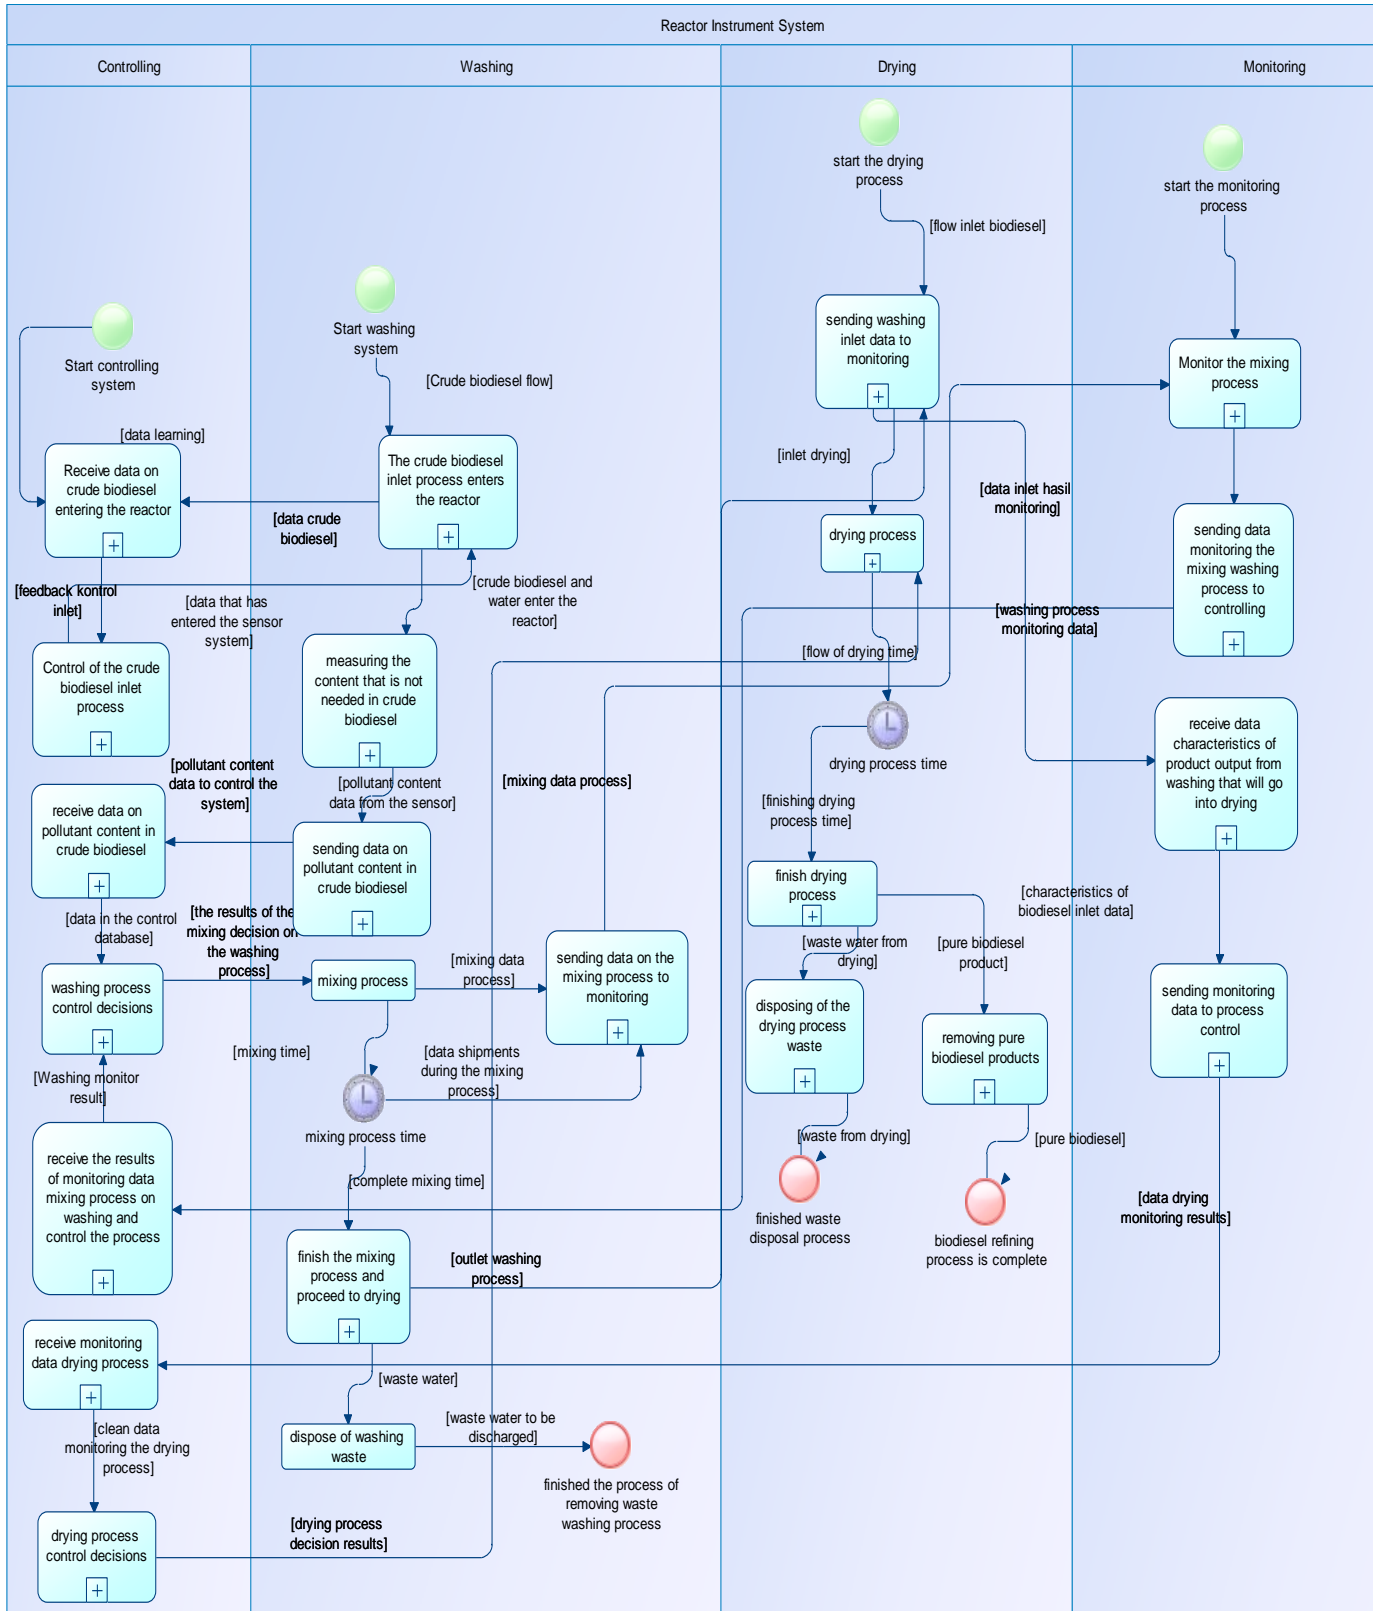 Reactor Instrument System
Controlling
Washing
Drying
Monitoring
Start controlling
system
[data learning]
Receive data on
crude biodiesel
entering the reactor
[feedback kontrol
inlet]
[data that has
entered the sensor
system]
Control of the crude
biodiesel inlet
process
[pollutant content
data to control the
system]
receive data on
pollutant content in
crude biodiesel
[data in the control
database]
[the results of the
mixing decision on
the washing
process]
washing process
control decisions
[Washing monitor
result]
receive the results
of monitoring data
mixing process on
washing and
control the process
receive monitoring
data drying process
[clean data
monitoring the drying
process]
drying process
control decisions
Start washing
system
[Crude biodiesel flow]
The crude biodiesel
inlet process enters
the reactor
[data crude
biodiesel]
[crude biodiesel and
water enter the
reactor]
measuring the
content that is not
needed in crude
biodiesel
[pollutant content
data from the sensor]
sending data on
pollutant content in
crude biodiesel
[mixing data process]
mixing process
[mixing data
process]
sending data on the
mixing process to
monitoring
[mixing time]
[data shipments
during the mixing
process]
mixing process time
[complete mixing time]
finish the mixing
process and
proceed to drying
[outlet washing
process]
[waste water]
dispose of washing
waste
[waste water to be
discharged]
finished the process of
removing waste
washing process
[drying process
decision results]
start the drying
process
[flow inlet biodiesel]
sending washing
inlet data to
monitoring
[inlet drying]
[data inlet hasil
monitoring]
drying process
[washing process
monitoring data]
[flow of drying time]
drying process time
[finishing drying
process time]
finish drying
process
[characteristics of
biodiesel inlet data]
[waste water from
drying]
[pure biodiesel
product]
disposing of the
drying process
waste
removing pure
biodiesel products
[waste from drying]
[pure biodiesel]
finished waste
disposal process
biodiesel refining
process is complete
start the monitoring
process
Monitor the mixing
process
sending data
monitoring the
mixing washing
process to
controlling
receive data
characteristics of
product output from
washing that will go
into drying
sending monitoring
data to process
control
[data drying
monitoring results]